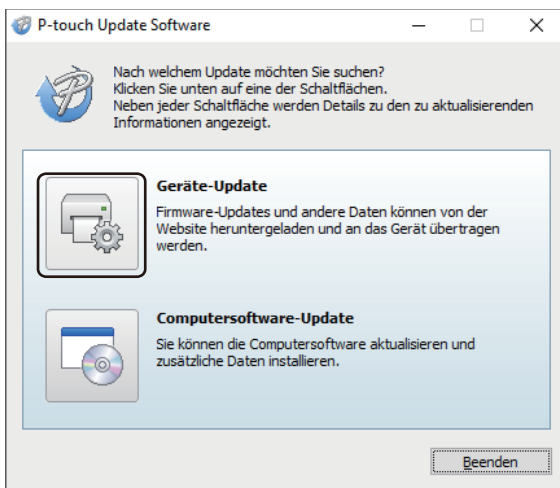 P-touch Update Software
Nach welchem Update möchten Sie suchen?
Klicken Sie unten auf eine der Schaltflächen.
Neben jeder Schaltfläche werden Details zu den zu aktualisierenden
Informationen angezeigt.
Geräte-Update
Firmware-Updates und andere Daten können von der
Website heruntergeladen und an das Gerät übertragen
werden.
Computersoftware-Update
Sie können die Computersoftware aktualisieren und
zusätzliche Daten installieren.
Beenden